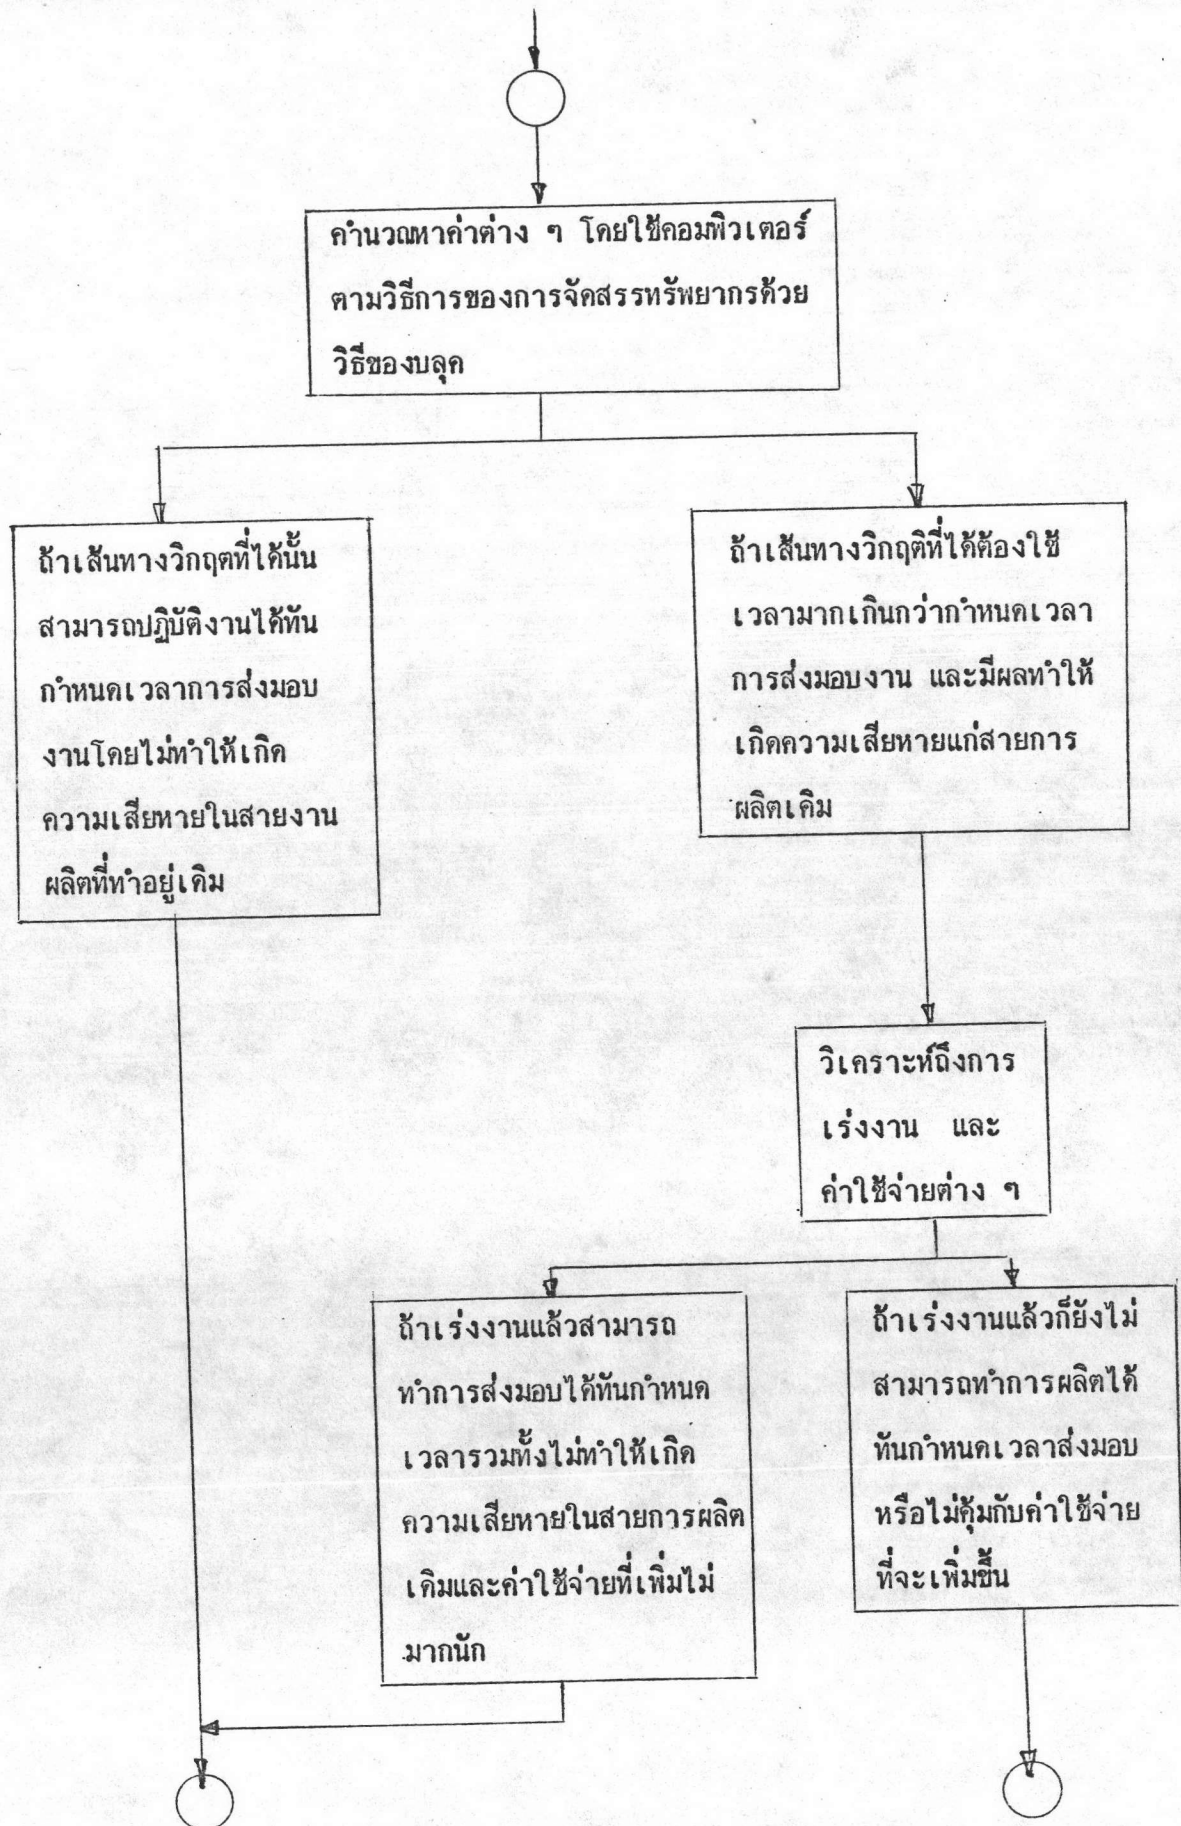 คำนวณหาค่าต่าง ๆ โดยใช้คอมพิวเตอร์
ตามวิธีการของการจัดสรรทรัพยากรด้วย
วิธีของบลุค
ถ้าเส้นทางวิกฤตที่ได้นั้น
สามารถปฏิบัติงานได้ทัน
กำหนดเวลาการส่งมอบ
งานโดยไม่ทำให้เกิด
ความเสียหายในสายงาน
ผลิตที่ทำอยู่เดิม
ถ้าเส้นทางวิกฤติที่ได้ต้องใช้
เวลามากเกินกว่ากำหนดเวลา
การส่งมอบงาน และมีผลทำให้
เกิดความเสียหายแก่สายการ
ผลิตเดิม
วิเคราะห์ถึงการ
เร่งงาน และ
ค่าใช้จ่ายต่าง ๆ
ถ้าเร่งงานแล้วสามารถ
ทำการส่งมอบได้ทันกำหนด
เวลารวมทั้งไม่ทำให้เกิด
ความเสียหายในสายการผลิต
เดิมและค่าใช้จ่ายที่เพิ่มไม่
มากนัก
ถ้าเร่งงานแล้วก็ยังไม่
สามารถทำการผลิตได้
ทันกำหนดเวลาส่งมอบ
หรือไม่คุ้มกับค่าใช้จ่าย
ที่จะเพิ่มขึ้น